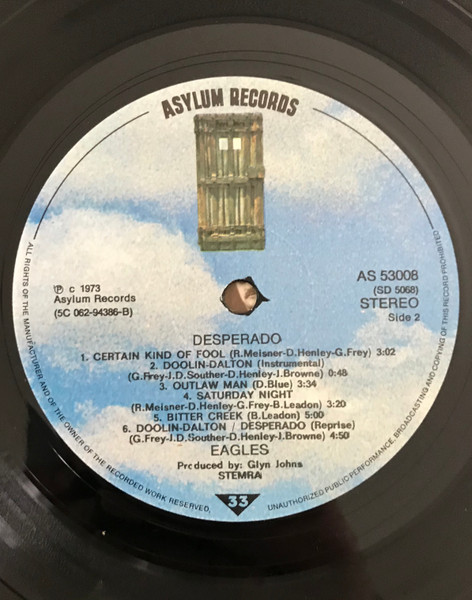 ASYLUM RECORDS
℗ c 1973
Asylum Records
(5C 062-94386-B)
AS 53008
(SD 5068)
STEREO
Side 2
DESPERADO
1. CERTAIN KIND OF FOOL (R.Meisner-D.Henley-G.Frey) 3:02
2. DOOLIN-DALTON (Instrumental)
(G.Frey-J.D.Souther-D.Henley-J.Browne) 0:48
3. OUTLAW MAN (D.Blue) 3:34
4. SATURDAY NIGHT
(R.Meisner-D.Henley-G.Frey-B.Leadon) 3:20
5. BITTER CREEK (B.Leadon) 5:00
6. DOOLIN-DALTON / DESPERADO (Reprise)
(G.Frey-J.D.Souther-D.Henley-J.Browne) 4:50
EAGLES
Produced by: Glyn Johns
STEMRA
33
ALL RIGHTS OF THE MANUFACTURER AND OF THE OWNER OF THE RECORDED WORK RESERVED.
UNAUTHORIZED PUBLIC PERFORMANCE, BROADCASTING AND COPYING OF THIS RECORD PROHIBITED